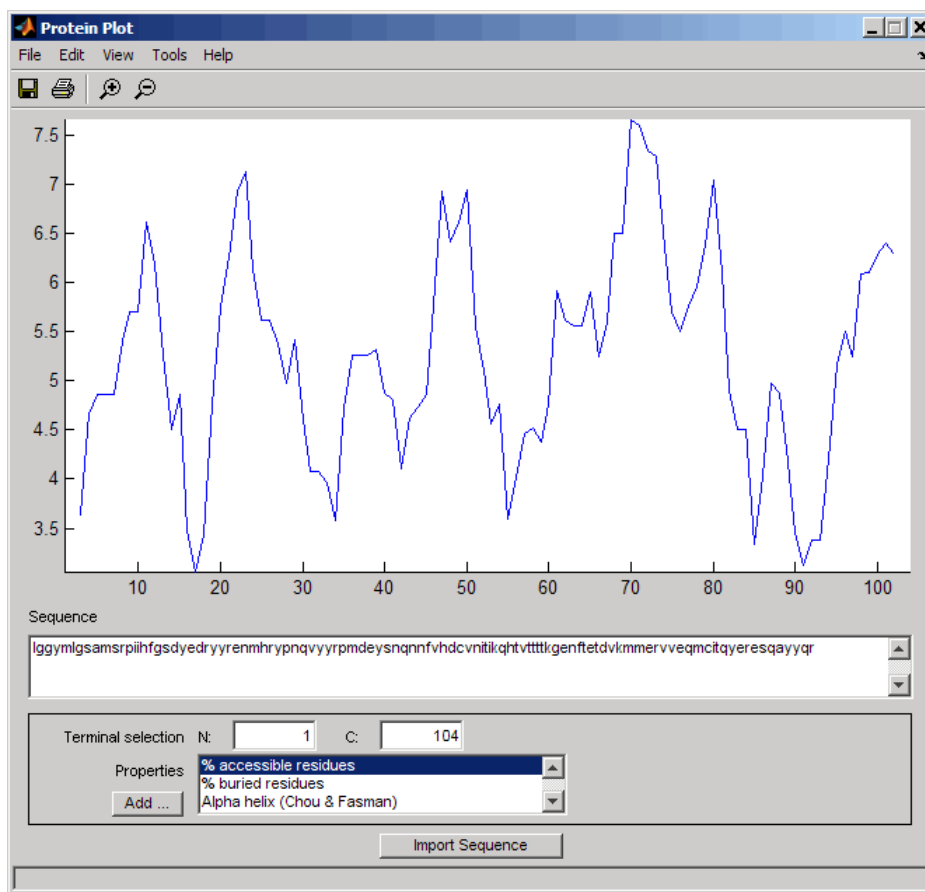 Protein Plot
File Edit View Tools Help
7.5
7
6.5
6
5.5
5
4.5
4
3.5
10 20 30 40 50 60 70 80 90 100
Sequence
lggymlgsamsrpiihfgsdyedryyrenmhrypnqvyyrpmdeysnqnnfvhdcvnitikqhtvttttkgenftetdvkmmervveqmcitqyeresqayyqr
Terminal selection N: 1 C: 104
Properties
% accessible residues
% buried residues
Alpha helix (Chou & Fasman)
Add ...
Import Sequence